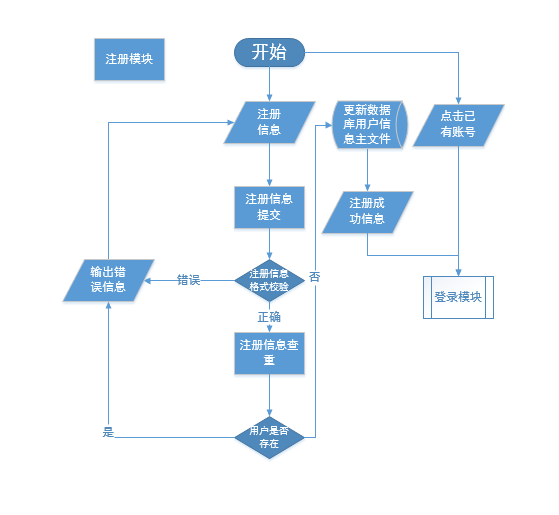 开始
注册模块
注册
信息
更新数据
库用户信
息主文件
点击已
有账号
注册信息
提交
注册成
功信息
输出错
误信息
错误
注册信息
格式校验
否
登录模块
正确
注册信息查
重
是
用户是否
存在